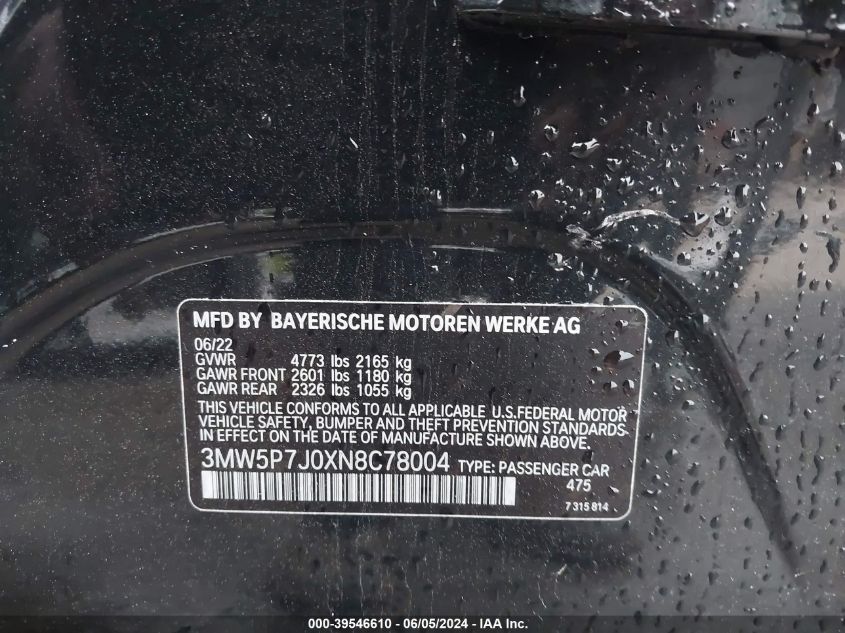 MFD BY BAYERISCHE MOTOREN WERKE AG
06/22
GVWR 4773 lbs 2165 kg
GAWR FRONT 2601 lbs 1180 kg
GAWR REAR 2326 lbs 1055 kg
THIS VEHICLE CONFORMS TO ALL APPLICABLE U.S.FEDERAL MOTOR
VEHICLE SAFETY, BUMPER AND THEFT PREVENTION STANDARDS
IN EFFECT ON THE DATE OF MANUFACTURE SHOWN ABOVE.
3MW5P7J0XN8C78004 TYPE: PASSENGER CAR
475
7 315 814
000-39546610 / 06/05/2024 - IAA Inc.